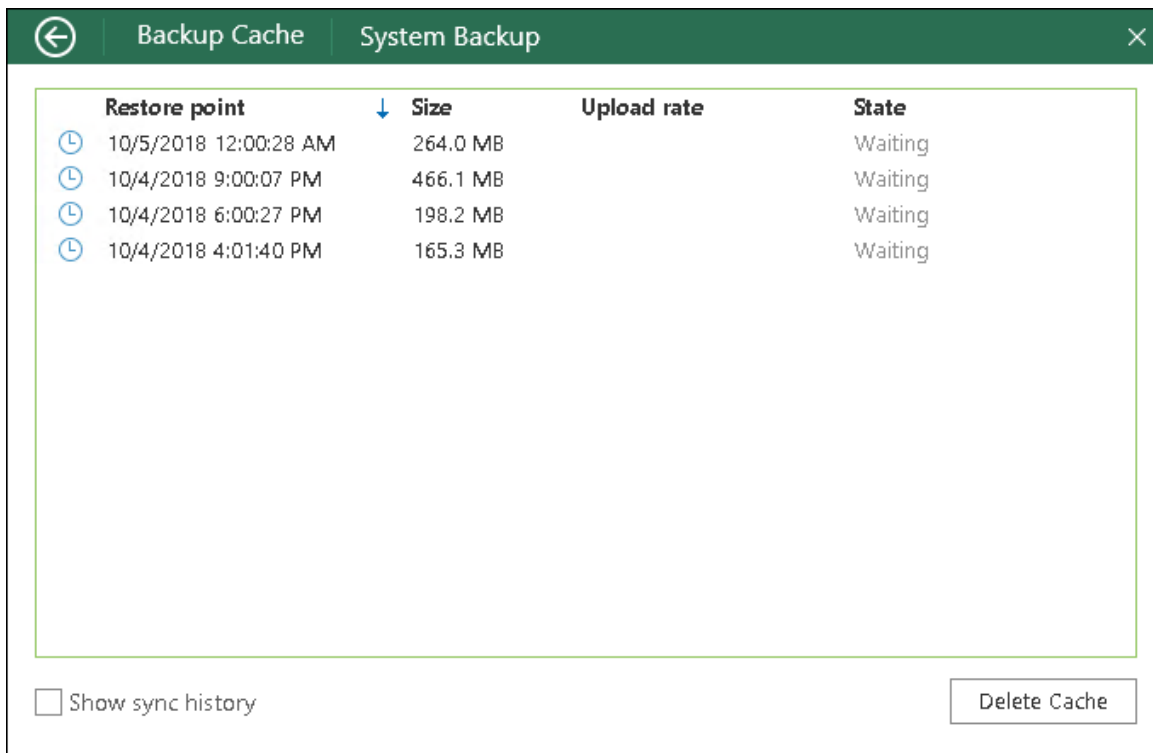 Backup Cache System Backup
Restore point Size Upload rate State
10/5/2018 12:00:28 AM 264.0 MB Waiting
10/4/2018 9:00:07 PM 466.1 MB Waiting
10/4/2018 6:00:27 PM 198.2 MB Waiting
10/4/2018 4:01:40 PM 165.3 MB Waiting
Show sync history Delete Cache